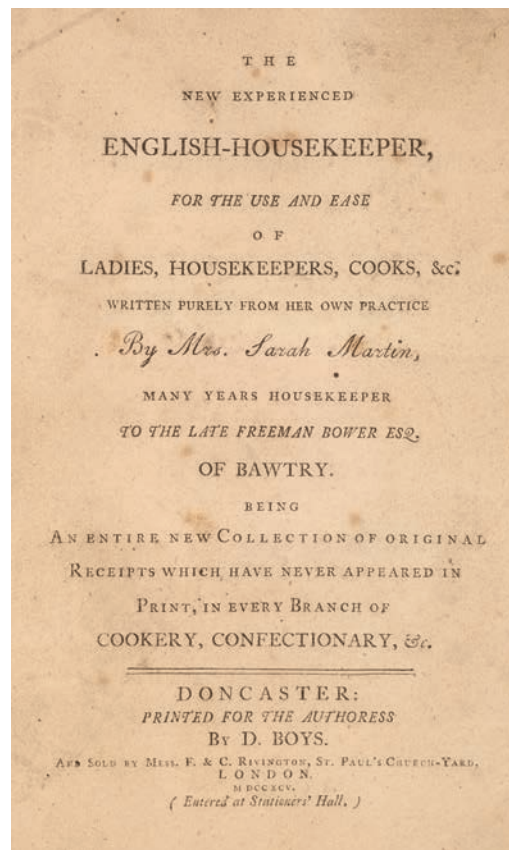 THE
NEW EXPERIENCED
ENGLISH-HOUSEKEEPER,
FOR THE USE AND EASE
OF
LADIES, HOUSEKEEPERS, COOKS, &c.
WRITTEN PURELY FROM HER OWN PRACTICE
By Mrs. Sarah Martin,
MANY YEARS HOUSEKEEPER
TO THE LATE FREEMAN BOWER ESQ.
OF BAWTRY.
BEING
AN ENTIRE NEW COLLECTION OF ORIGINAL
RECEIPTS WHICH HAVE NEVER APPEARED IN
PRINT, IN EVERY BRANCH OF
COOKERY, CONFECTIONARY, &c.
DONCASTER:
PRINTED FOR THE AUTHORESS
BY D. BOYS.
AND SOLD BY MESS. F. & C. RIVINGTON, ST. PAUL'S CHURCH-YARD,
LONDON.
M DCC XCV.
( Entered at Stationers' Hall. )